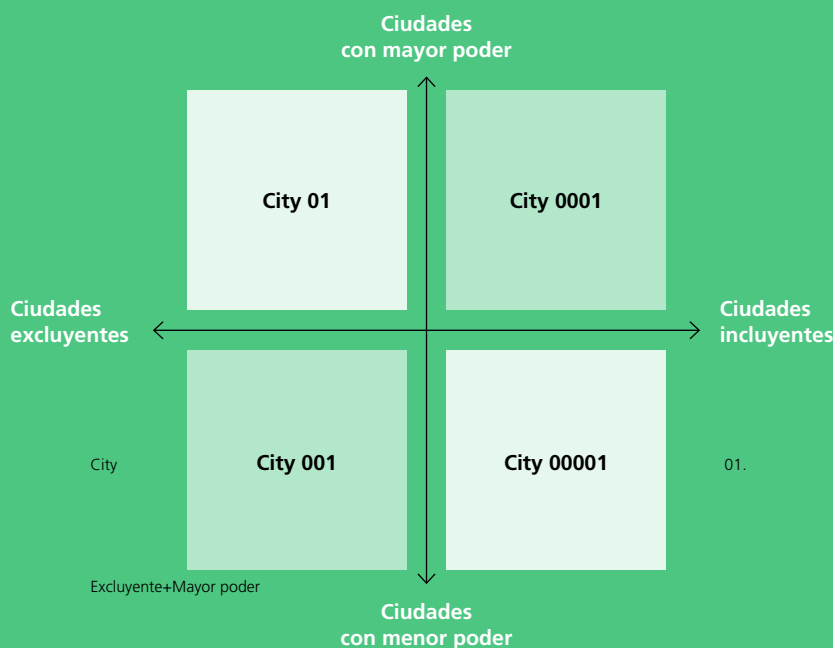 Ciudades
con mayor poder
City 01
City 0001
Ciudades
excluyentes
Ciudades
incluyentes
City 001
City 00001
City
01.
Excluyente+Mayor poder
Ciudades
con menor poder